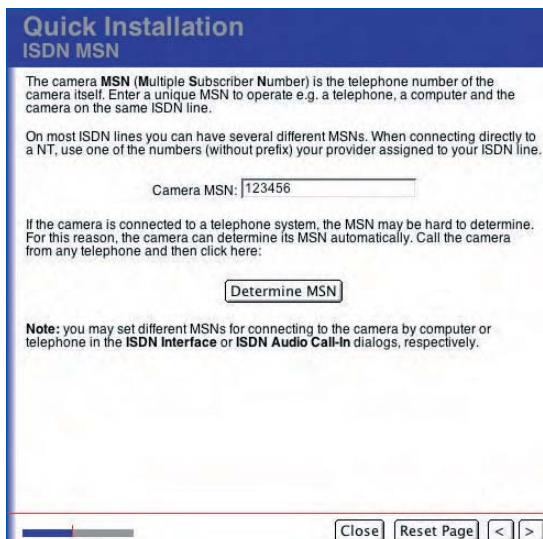 Quick Installation
ISDN MSN
The camera MSN (Multiple Subscriber Number) is the telephone number of the
camera itself. Enter a unique MSN to operate e.g. a telephone, a computer and the
camera on the same ISDN line.
On most ISDN lines you can have several different MSNs. When connecting directly to
a NT, use one of the numbers (without prefix) your provider assigned to your ISDN line.
Camera MSN: 123456
If the camera is connected to a telephone system, the MSN may be hard to determine.
For this reason, the camera can determine its MSN automatically. Call the camera
from any telephone and then click here:
Determine MSN
Note: you may set different MSNs for connecting to the camera by computer or
telephone in the ISDN Interface or ISDN Audio Call-In dialogs, respectively.
Close Reset Page < >